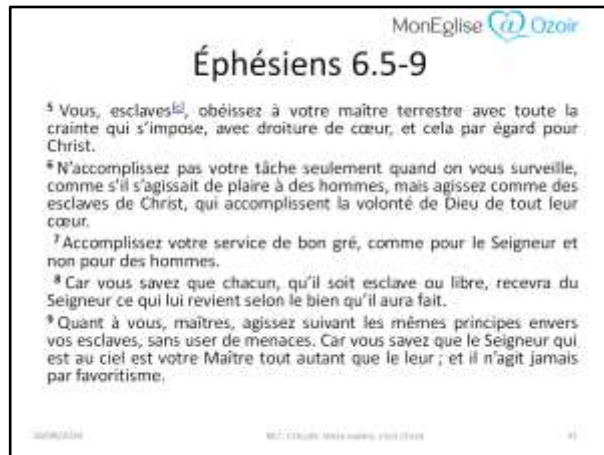 MonEglise @ Ozoir
Éphésiens 6.5-9
5 Vous, esclaves[c], obéissez à votre maître terrestre avec toute la
crainte qui s'impose, avec droiture de cœur, et cela par égard pour
Christ.
6 N'accomplissez pas votre tâche seulement quand on vous surveille,
comme s'il s'agissait de plaire à des hommes, mais agissez comme des
esclaves de Christ, qui accomplissent la volonté de Dieu de tout leur
cœur.
7 Accomplissez votre service de bon gré, comme pour le Seigneur et
non pour des hommes.
8 Car vous savez que chacun, qu'il soit esclave ou libre, recevra du
Seigneur ce qui lui revient selon le bien qu'il aura fait.
9 Quant à vous, maîtres, agissez suivant les mêmes principes envers
vos esclaves, sans user de menaces. Car vous savez que le Seigneur qui
est au ciel est votre Maître tout autant que le leur ; et il n'agit jamais
par favoritisme.